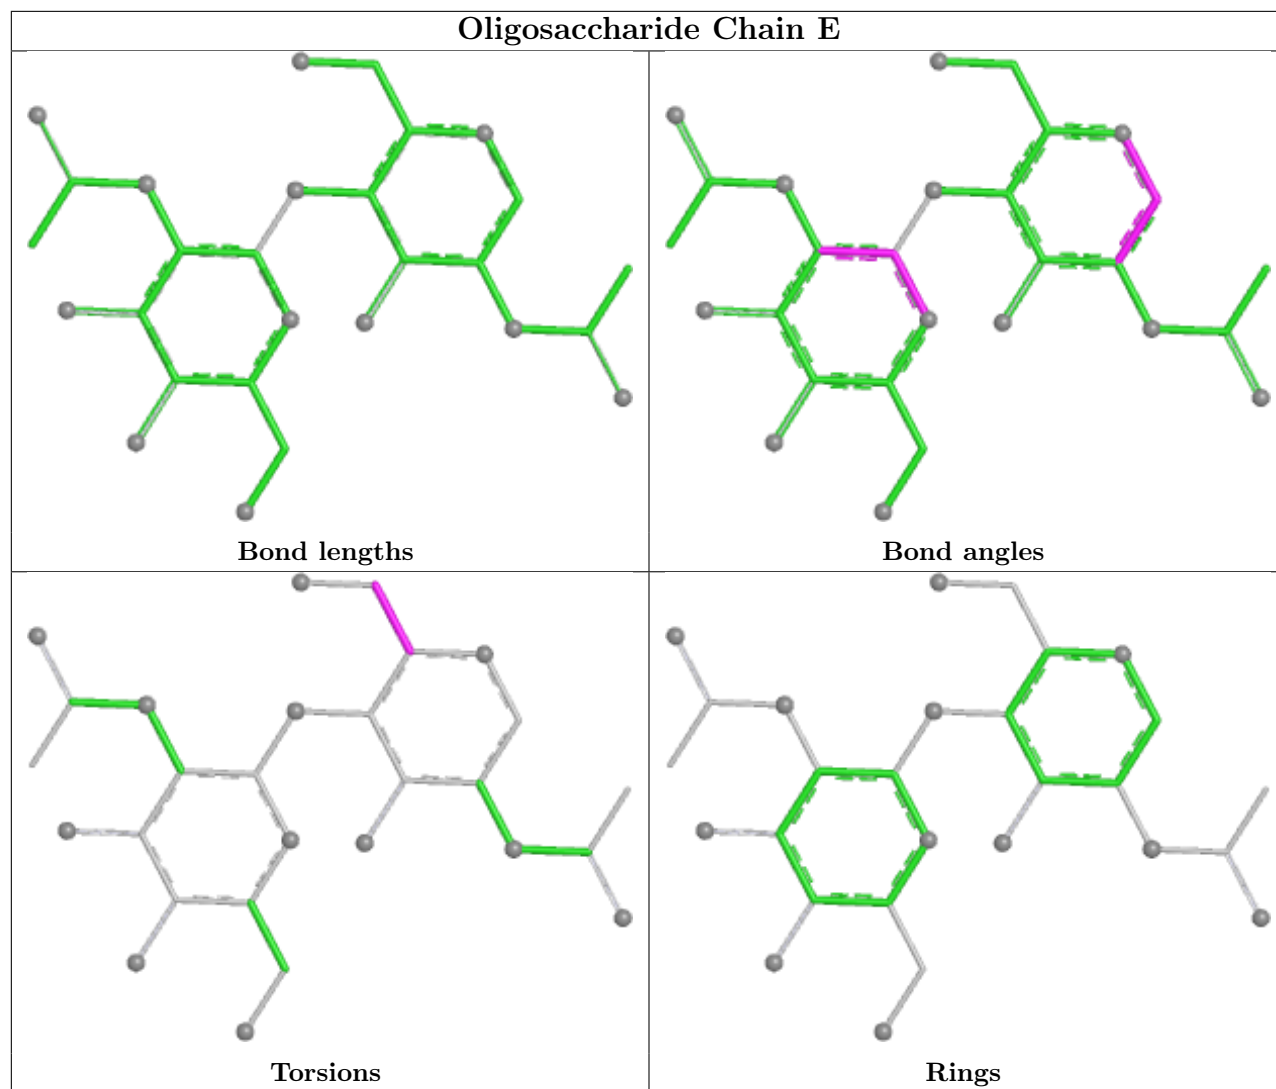 Oligosaccharide Chain E
Bond lengths
Bond angles
Torsions
Rings